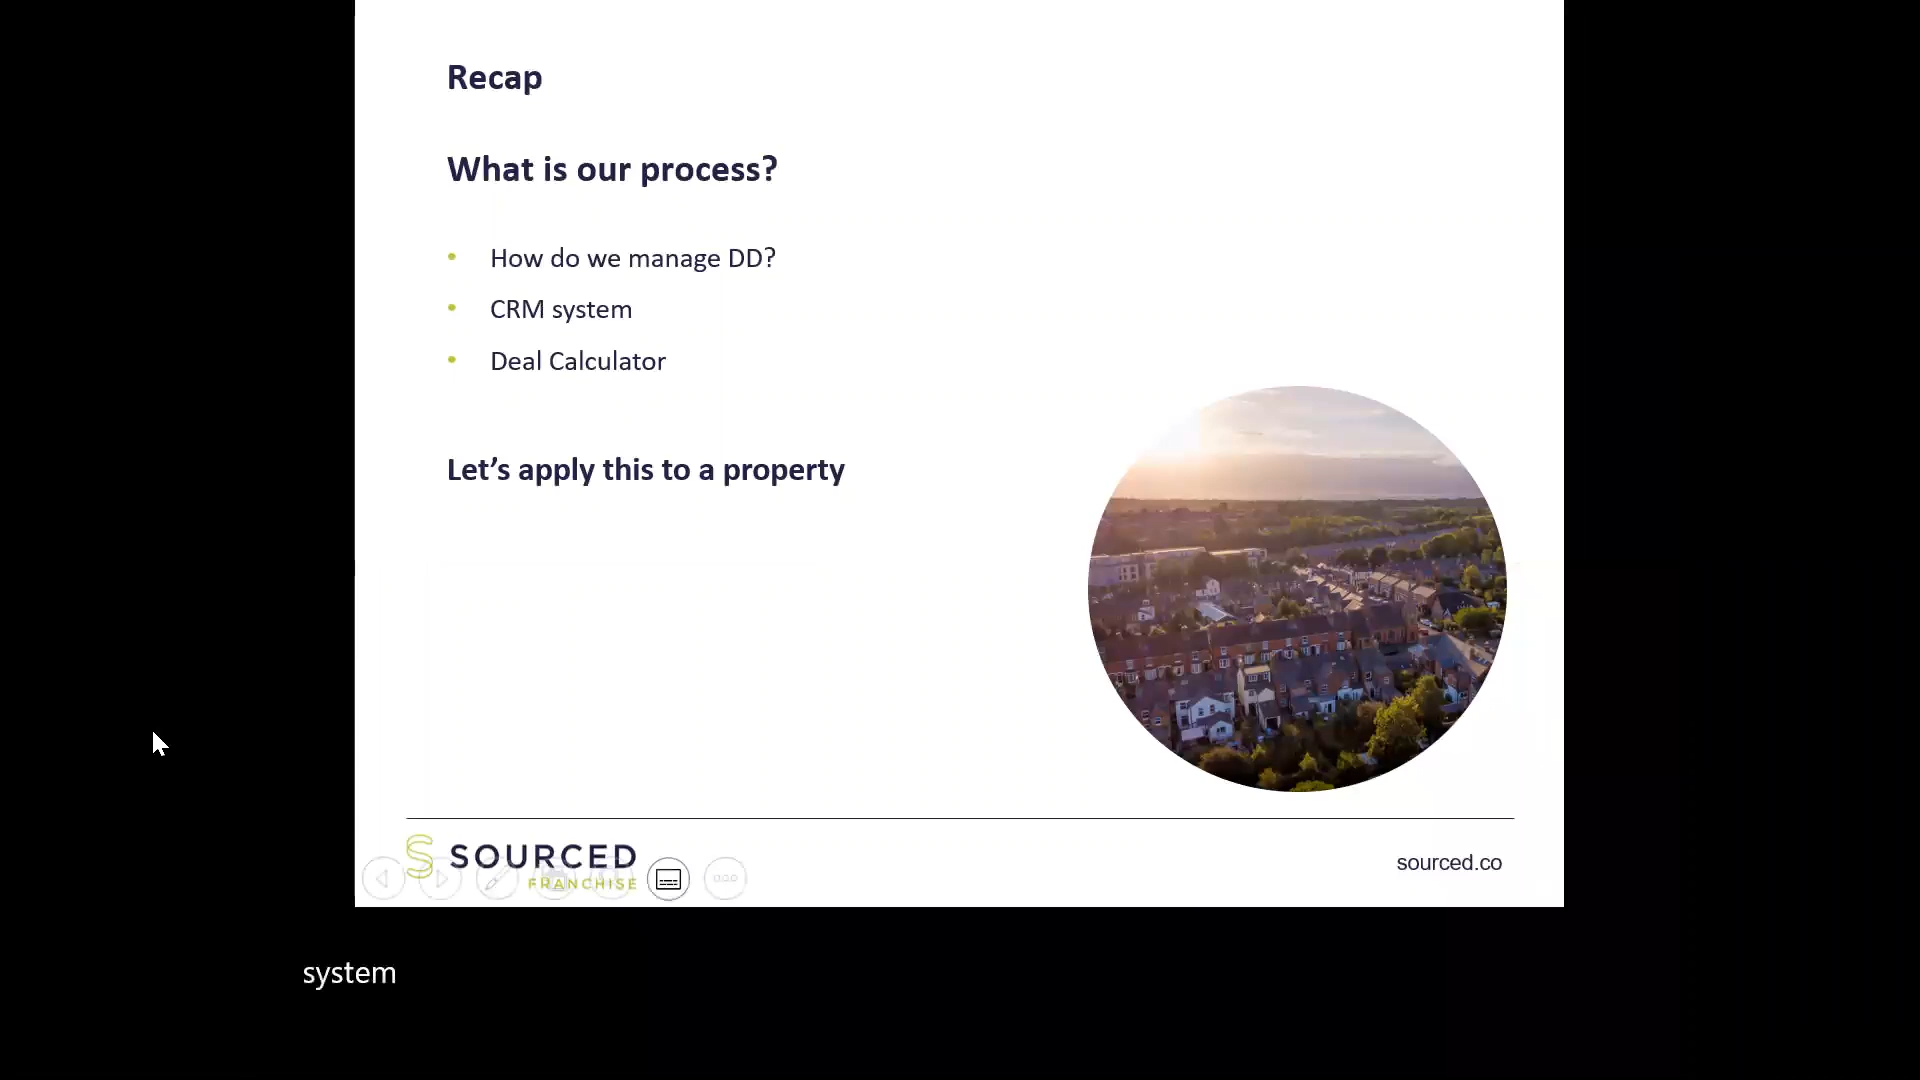 Recap
What is our process?
• How do we manage DD?
• CRM system
• Deal Calculator
Let’s apply this to a property
SOURCED
FRANCHISE
sourced.co
system